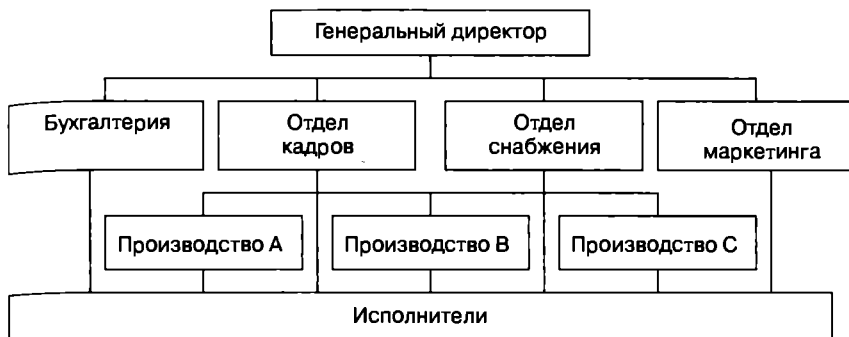 Генеральный директор
Бухгалтерия
Отдел
кадров
Отдел
снабжения
Отдел
маркетинга
Производство А
Производство В
Производство С
Исполнители